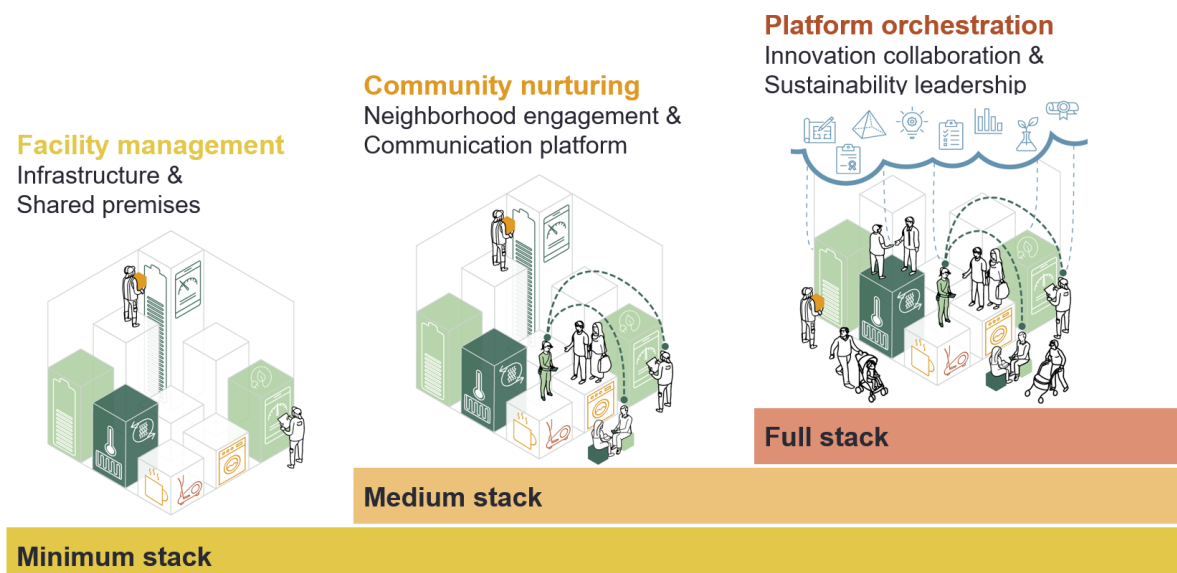 Platform orchestration
Innovation collaboration &
Sustainability leadership
Community nurturing
Neighborhood engagement &
Communication platform
Facility management
Infrastructure &
Shared premises
Full stack
Medium stack
Minimum stack